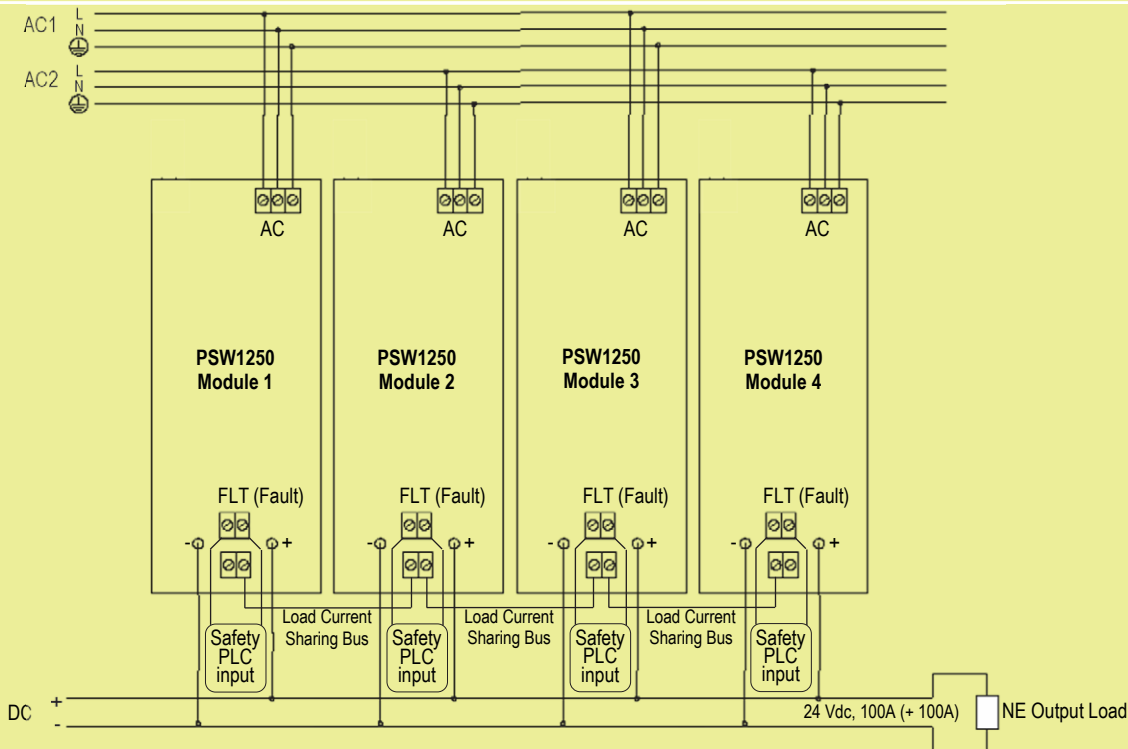 AC1 L
N
AC2 L
N
AC AC AC AC
PSW1250
Module 1
PSW1250
Module 2
PSW1250
Module 3
PSW1250
Module 4
FLT (Fault) FLT (Fault) FLT (Fault) FLT (Fault)
- + - + - + - +
Load Current
Sharing Bus
Load Current
Sharing Bus
Load Current
Sharing Bus
Safety
PLC
input
Safety
PLC
input
Safety
PLC
input
Safety
PLC
input
DC +
-
24 Vdc, 100A (+ 100A)
NE Output Load